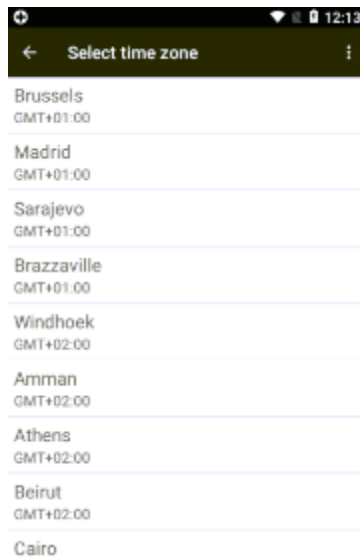 12:13
Select time zone
Brussels
GMT+01:00
Madrid
GMT+01:00
Sarajevo
GMT+01:00
Brazzaville
GMT+01:00
Windhoek
GMT+02:00
Amman
GMT+02:00
Athens
GMT+02:00
Beirut
GMT+02:00
Cairo